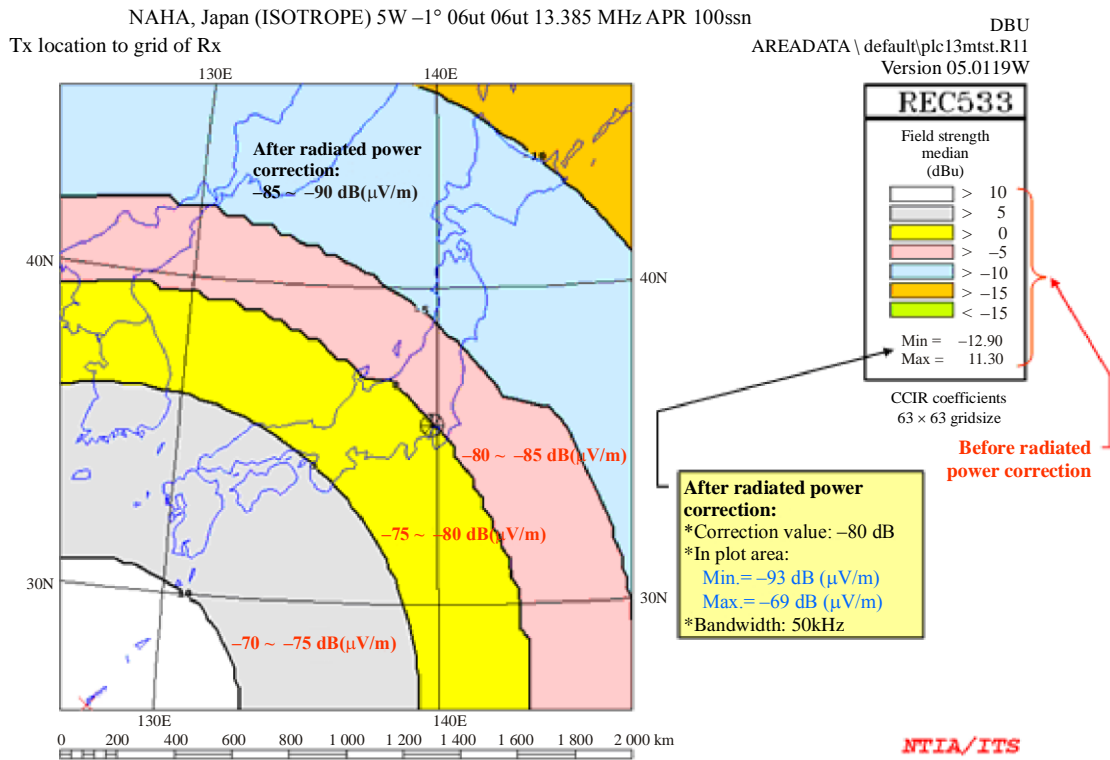 NAHA, Japan (ISOTROPE) 5W –1° 06ut 06ut 13.385 MHz APR 100ssn
DBU
Tx location to grid of Rx
AREADATA \ default\plc13mtst.R11
Version 05.0119W
130E
140E
REC533
Field strength
median
(dBu)
> 10
> 5
> 0
> –5
> –10
> –15
< –15
Min = –12.90
Max = 11.30
CCIR coefficients
63 × 63 gridsize
Before radiated
power correction
After radiated power
correction:
–85 ~ –90 dB(µV/m)
-10
40N
40N
-5
0
–80 ~ –85 dB(µV/m)
–75 ~ –80 dB(µV/m)
30N
30N
10
–70 ~ –75 dB(µV/m)
After radiated power
correction:
*Correction value: –80 dB
*In plot area:
Min.= –93 dB (µV/m)
Max.= –69 dB (µV/m)
*Bandwidth: 50kHz
130E
140E
0 200 400 600 800 1 000 1 200 1 400 1 600 1 800 2 000 km
NTIA/ITS